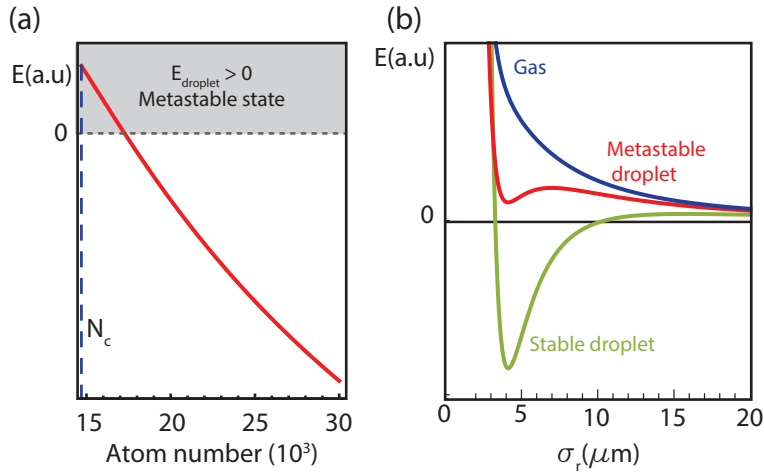 (a)
E(a.u)
E_droplet > 0
Metastable state
0
N_c
15 20 25 30
Atom number (10³)
(b)
E(a.u)
Gas
Metastable
droplet
0
Stable droplet
0 5 10 15 20
σ_r(μm)